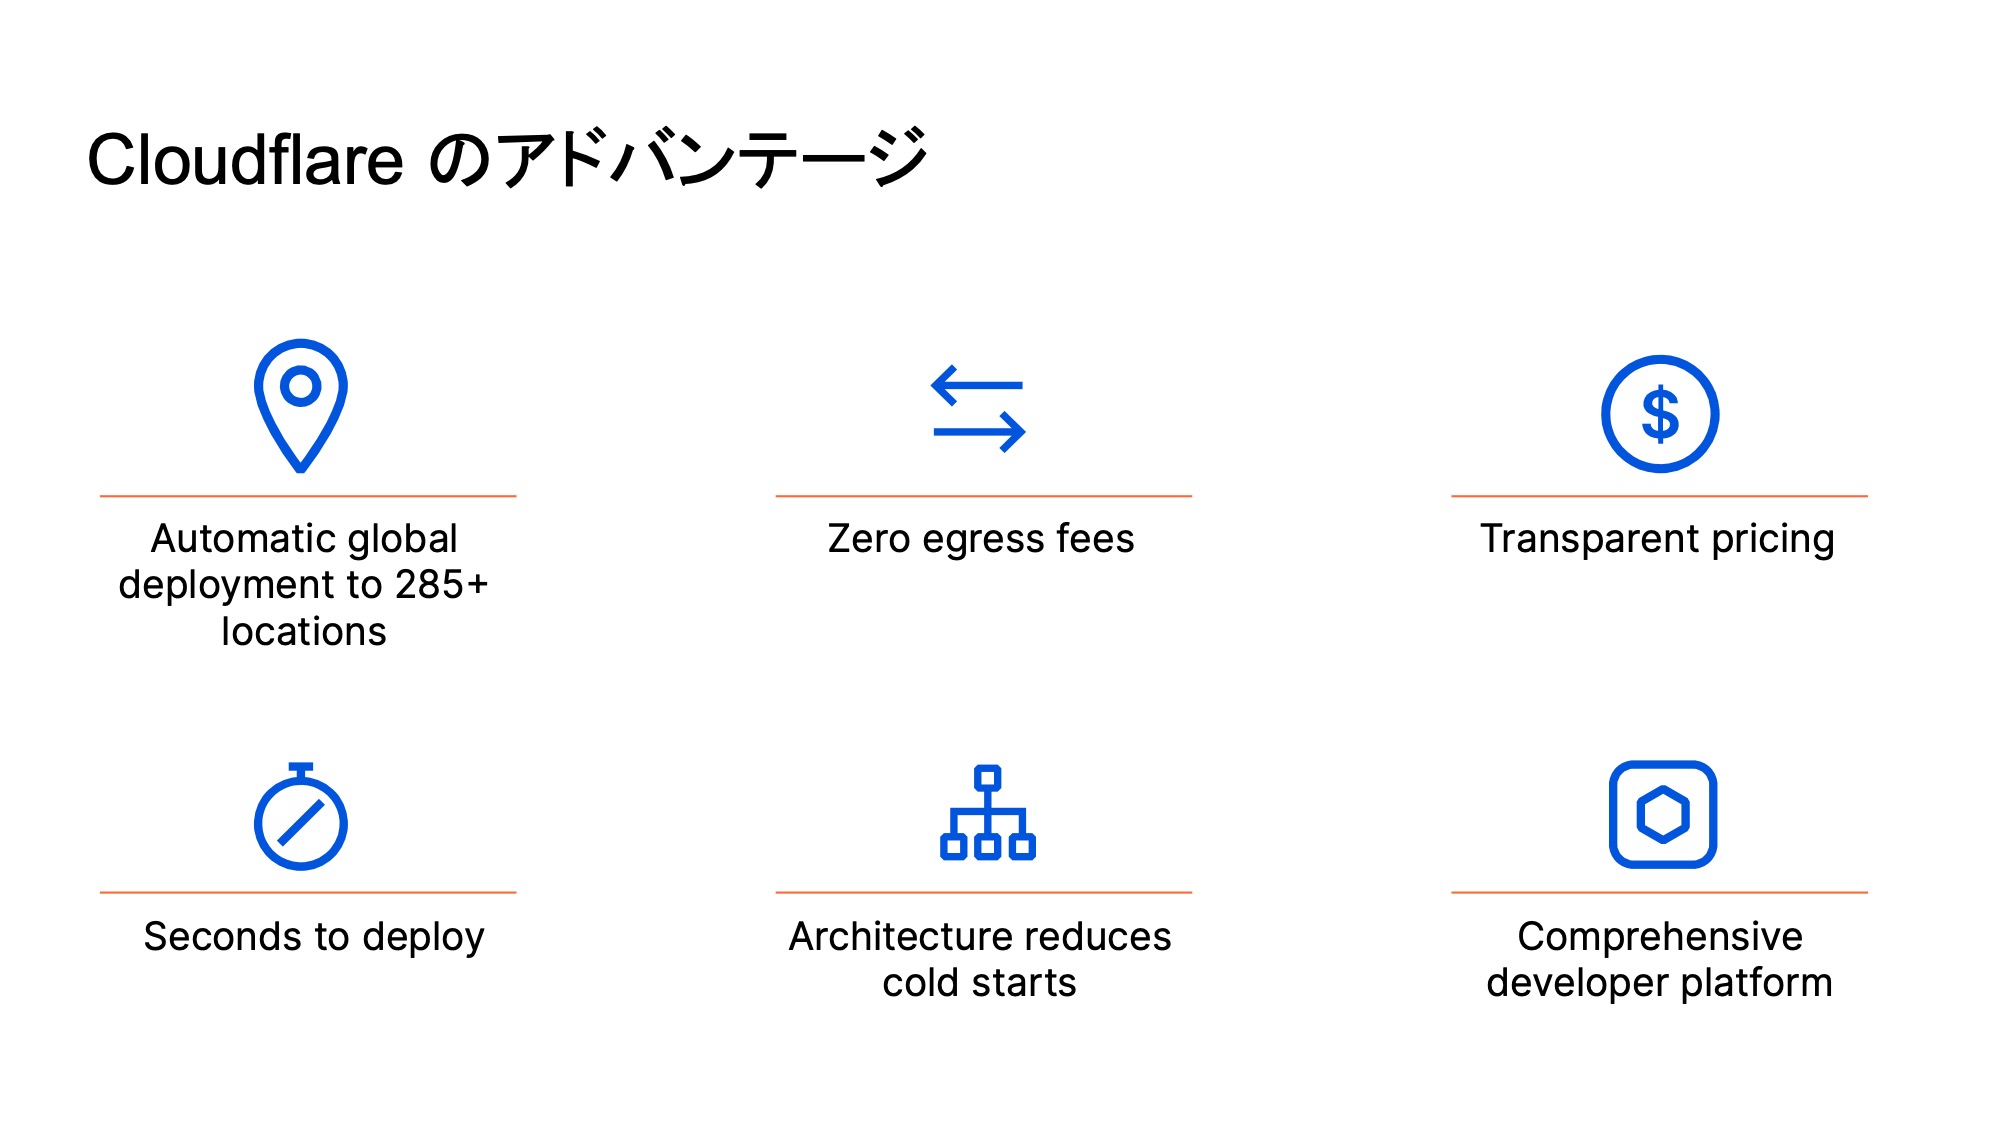 Cloudflare のアドバンテージ
Automatic global
deployment to 285+
locations
Zero egress fees
$
Transparent pricing
Seconds to deploy
Architecture reduces
cold starts
Comprehensive
developer platform